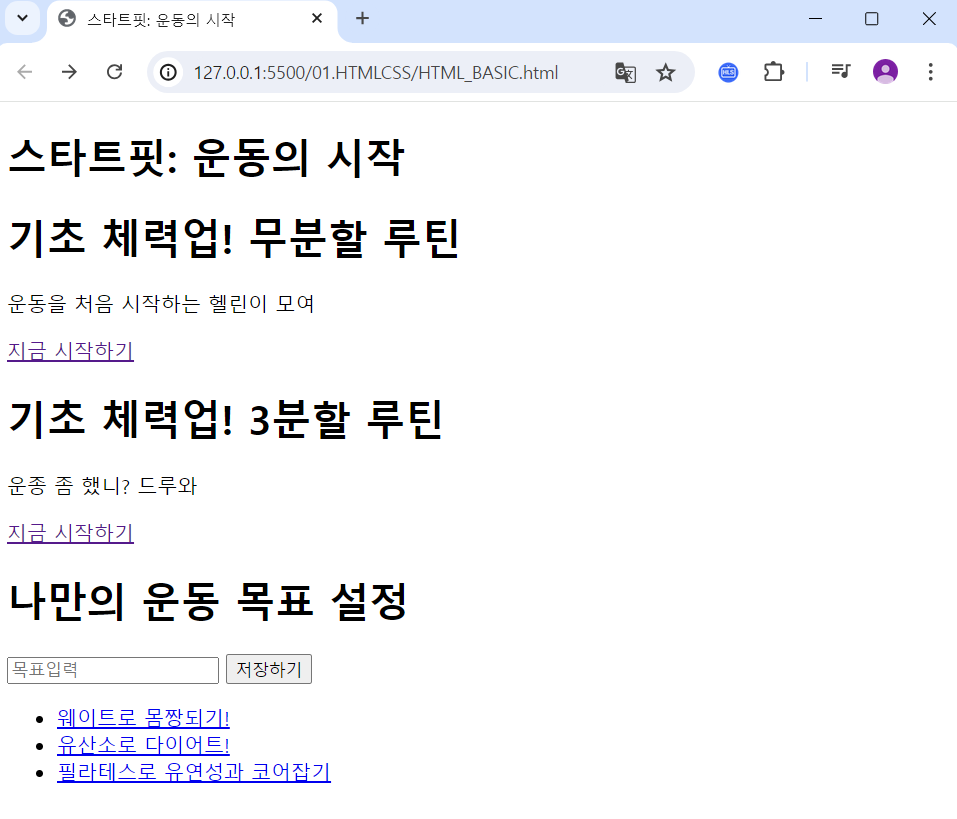 스타트핏: 운동의 시작
127.0.0.1:5500/01.HTMLCSS/HTML_BASIC.html
스타트핏: 운동의 시작
기초 체력업! 무분할 루틴
운동을 처음 시작하는 헬린이 모여
지금 시작하기
기초 체력업! 3분할 루틴
운종 좀 했니? 드루와
지금 시작하기
나만의 운동 목표 설정
목표입력 저장하기
웨이트로 몸짱되기!
유산소로 다이어트!
필라테스로 유연성과 코어잡기